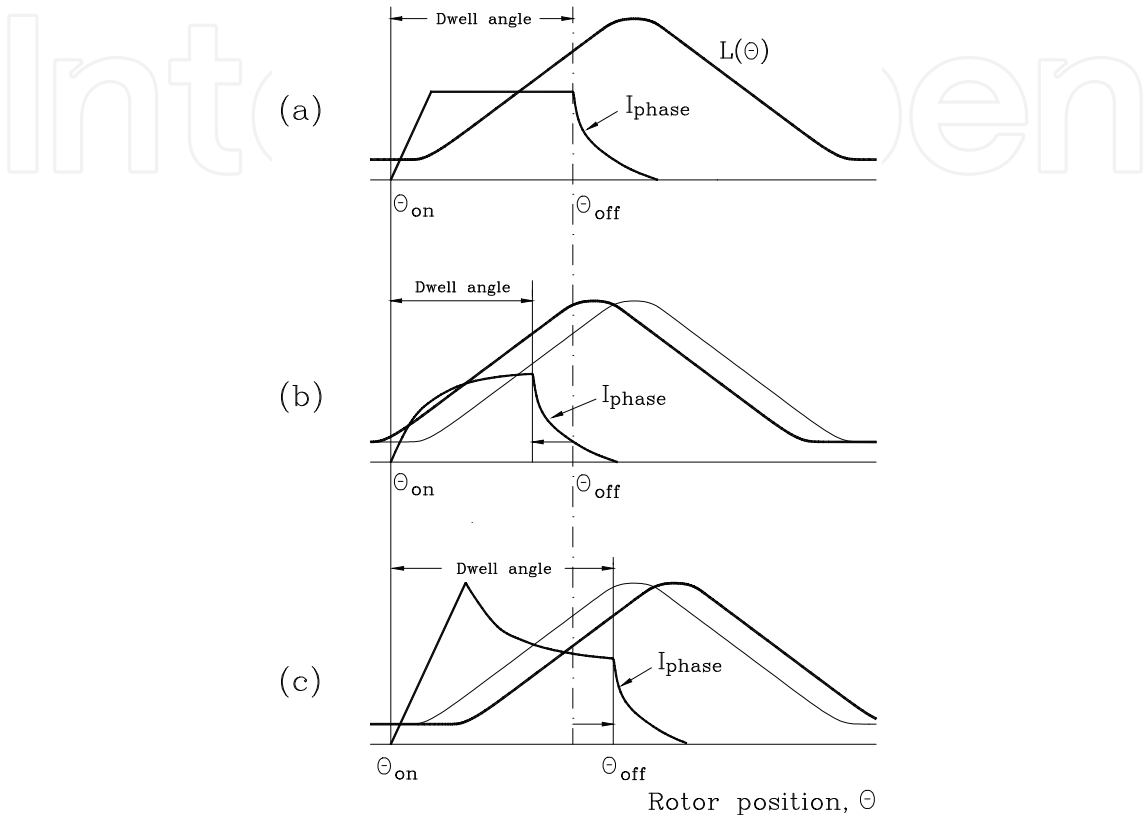 Dwell angle
L(Θ)
(a)
Iphase
Θon
Θoff
Dwell angle
(b)
Iphase
Θon
Θoff
Dwell angle
(c)
Iphase
Θon
Θoff
Rotor position, Θ